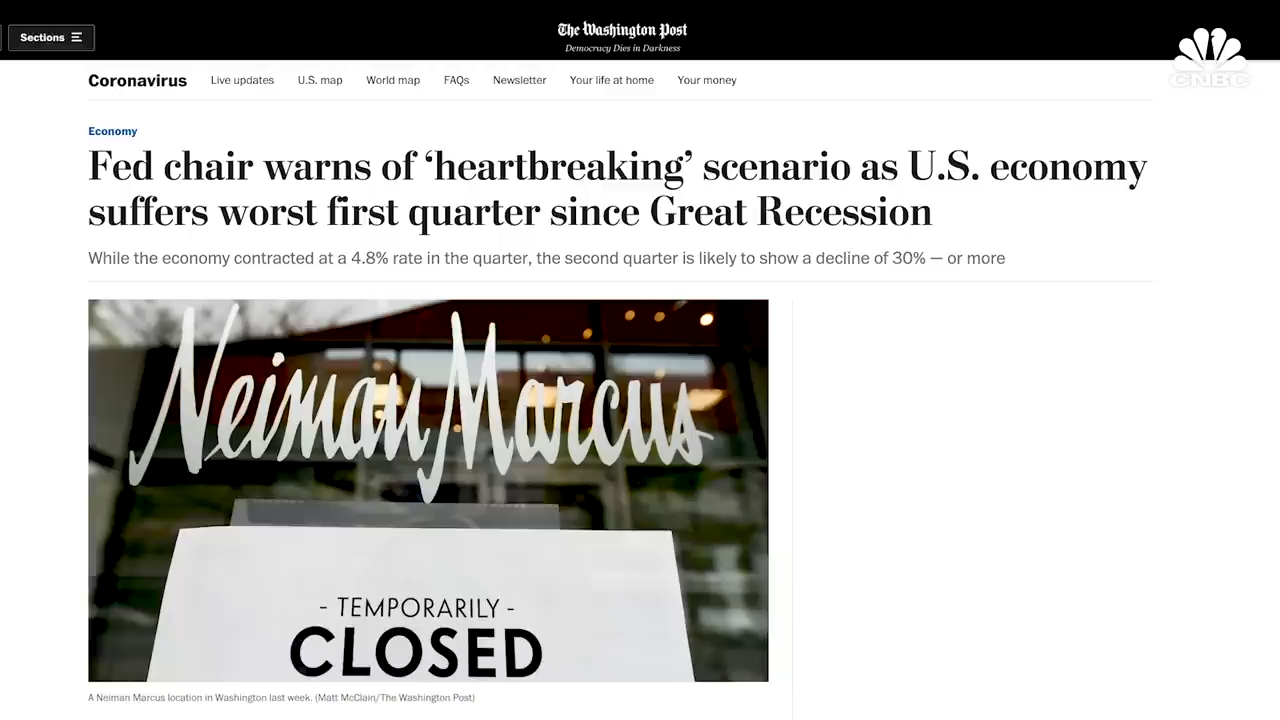 Sections
The Washington Post
Democracy Dies in Darkness
CNBC
Coronavirus Live updates U.S. map World map FAQs Newsletter Your life at home Your money
Economy
Fed chair warns of ‘heartbreaking’ scenario as U.S. economy
suffers worst first quarter since Great Recession
While the economy contracted at a 4.8% rate in the quarter, the second quarter is likely to show a decline of 30% — or more
Neiman Marcus
- TEMPORARILY -
CLOSED
A Neiman Marcus location in Washington last week. (Matt McClain/The Washington Post)